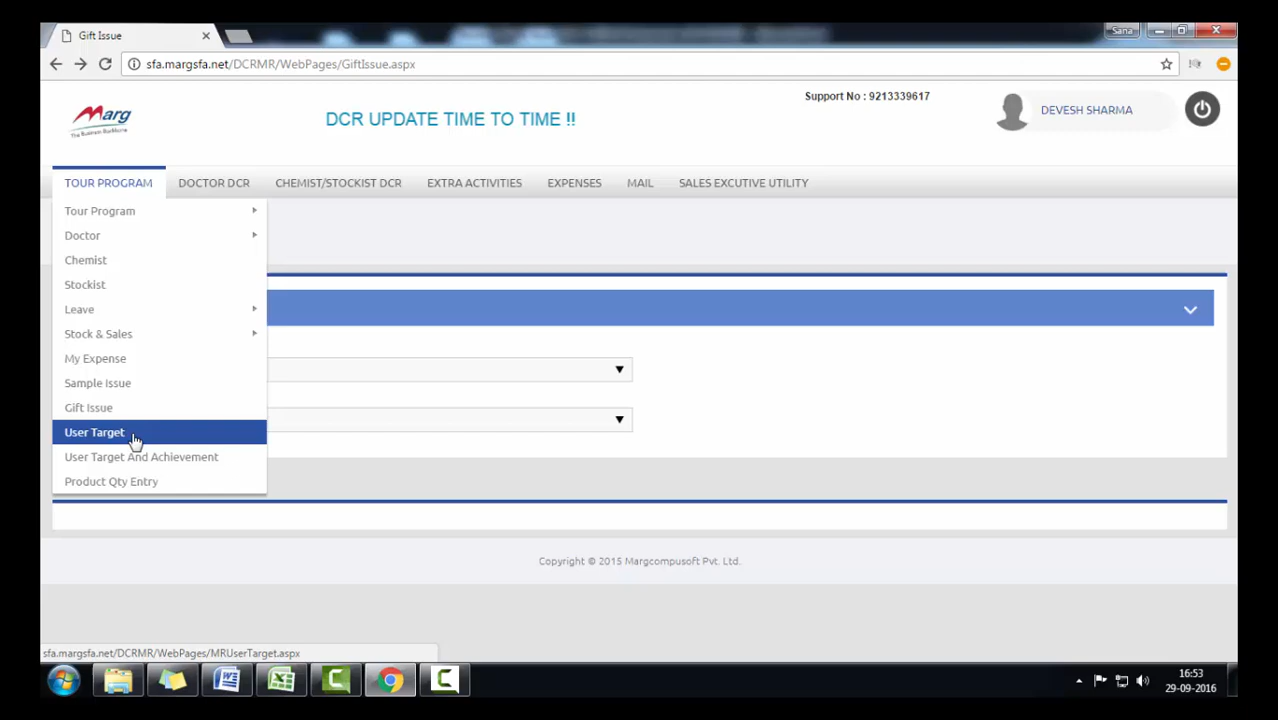 Gift Issue
Sana
sfa.margsfa.net/DCRMR/WebPages/GiftIssue.aspx
Marg
The Business Backbone
DCR UPDATE TIME TO TIME !!
Support No : 9213339617
DEVESH SHARMA
TOUR PROGRAM DOCTOR DCR CHEMIST/STOCKIST DCR EXTRA ACTIVITIES EXPENSES MAIL SALES EXCUTIVE UTILITY
Tour Program
Doctor
Chemist
Stockist
Leave
Stock & Sales
My Expense
Sample Issue
Gift Issue
User Target
User Target And Achievement
Product Qty Entry
Copyright © 2015 Margcompusoft Pvt. Ltd.
sfa.margsfa.net/DCRMR/WebPages/MRUserTarget.aspx
16:53
29-09-2016